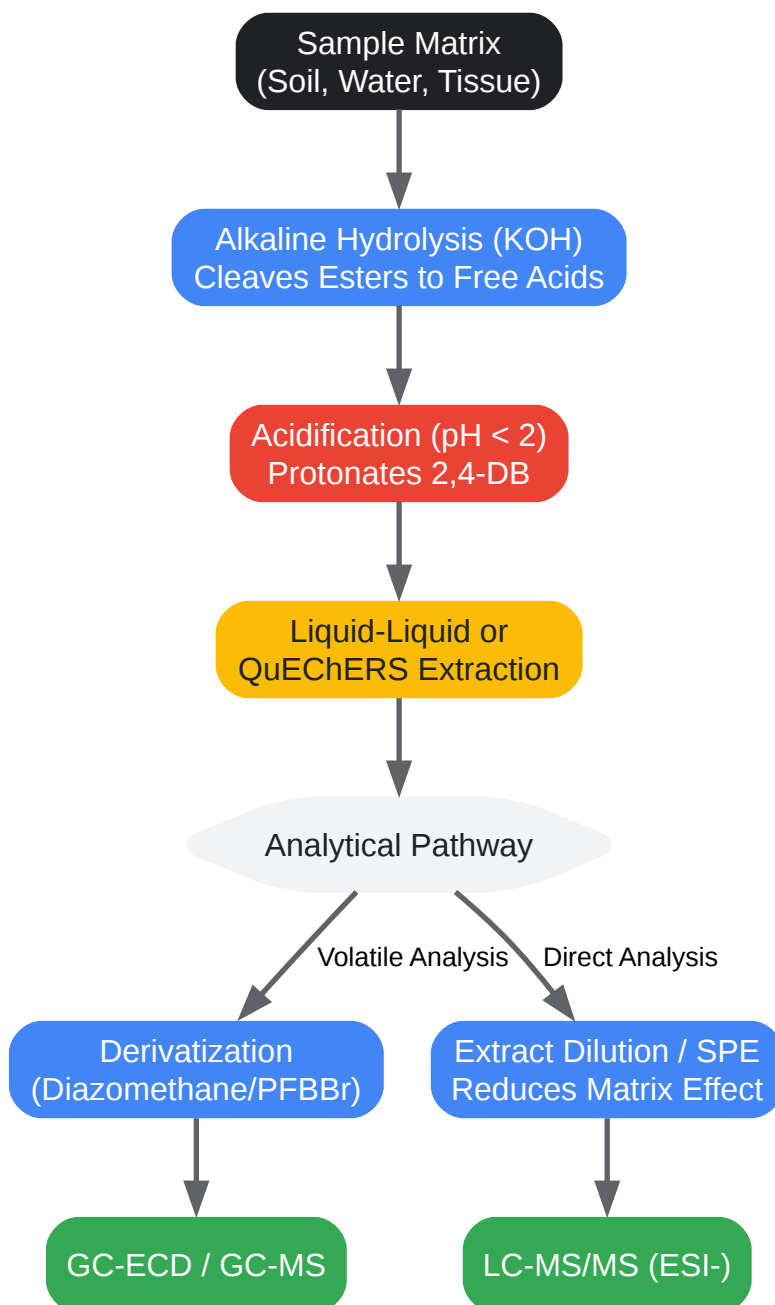 Sample Matrix
(Soil, Water, Tissue)
Alkaline Hydrolysis (KOH)
Cleaves Esters to Free Acids
Acidification (pH < 2)
Protonates 2,4-DB
Liquid-Liquid or
QuEChERS Extraction
Analytical Pathway
Volatile Analysis
Direct Analysis
Derivatization
(Diazomethane/PFBBr)
Extract Dilution / SPE
Reduces Matrix Effect
GC-ECD / GC-MS
LC-MS/MS (ESI-)